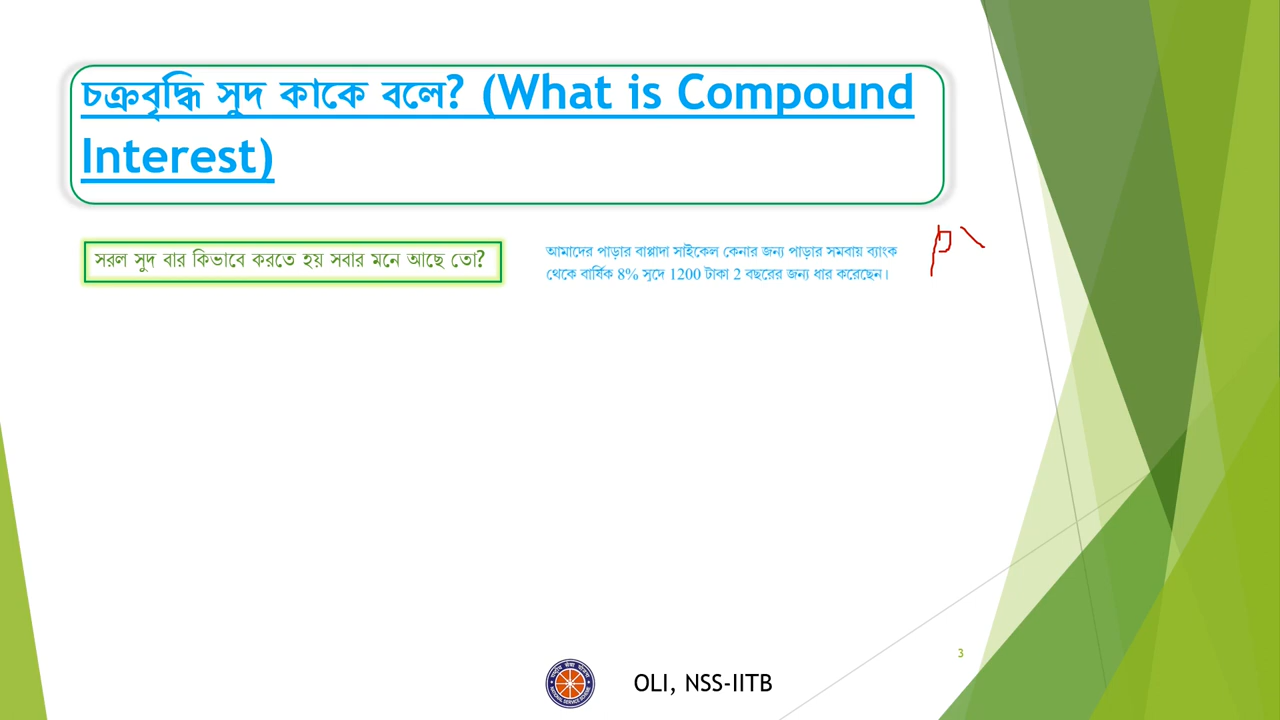 চক্রবৃদ্ধি সুদ কাকে বলে? (What is Compound
Interest)
সরল সুদ বার কিভাবে করতে হয় সবার মনে আছে তো?
আমাদের পাড়ার বাপ্পাদা সাইকেল কেনার জন্য পাড়ার সমবায় ব্যাংক
থেকে বার্ষিক 8% সুদে 1200 টাকা 2 বছরের জন্য ধার করেছেন।
P
3
OLI, NSS-IITB